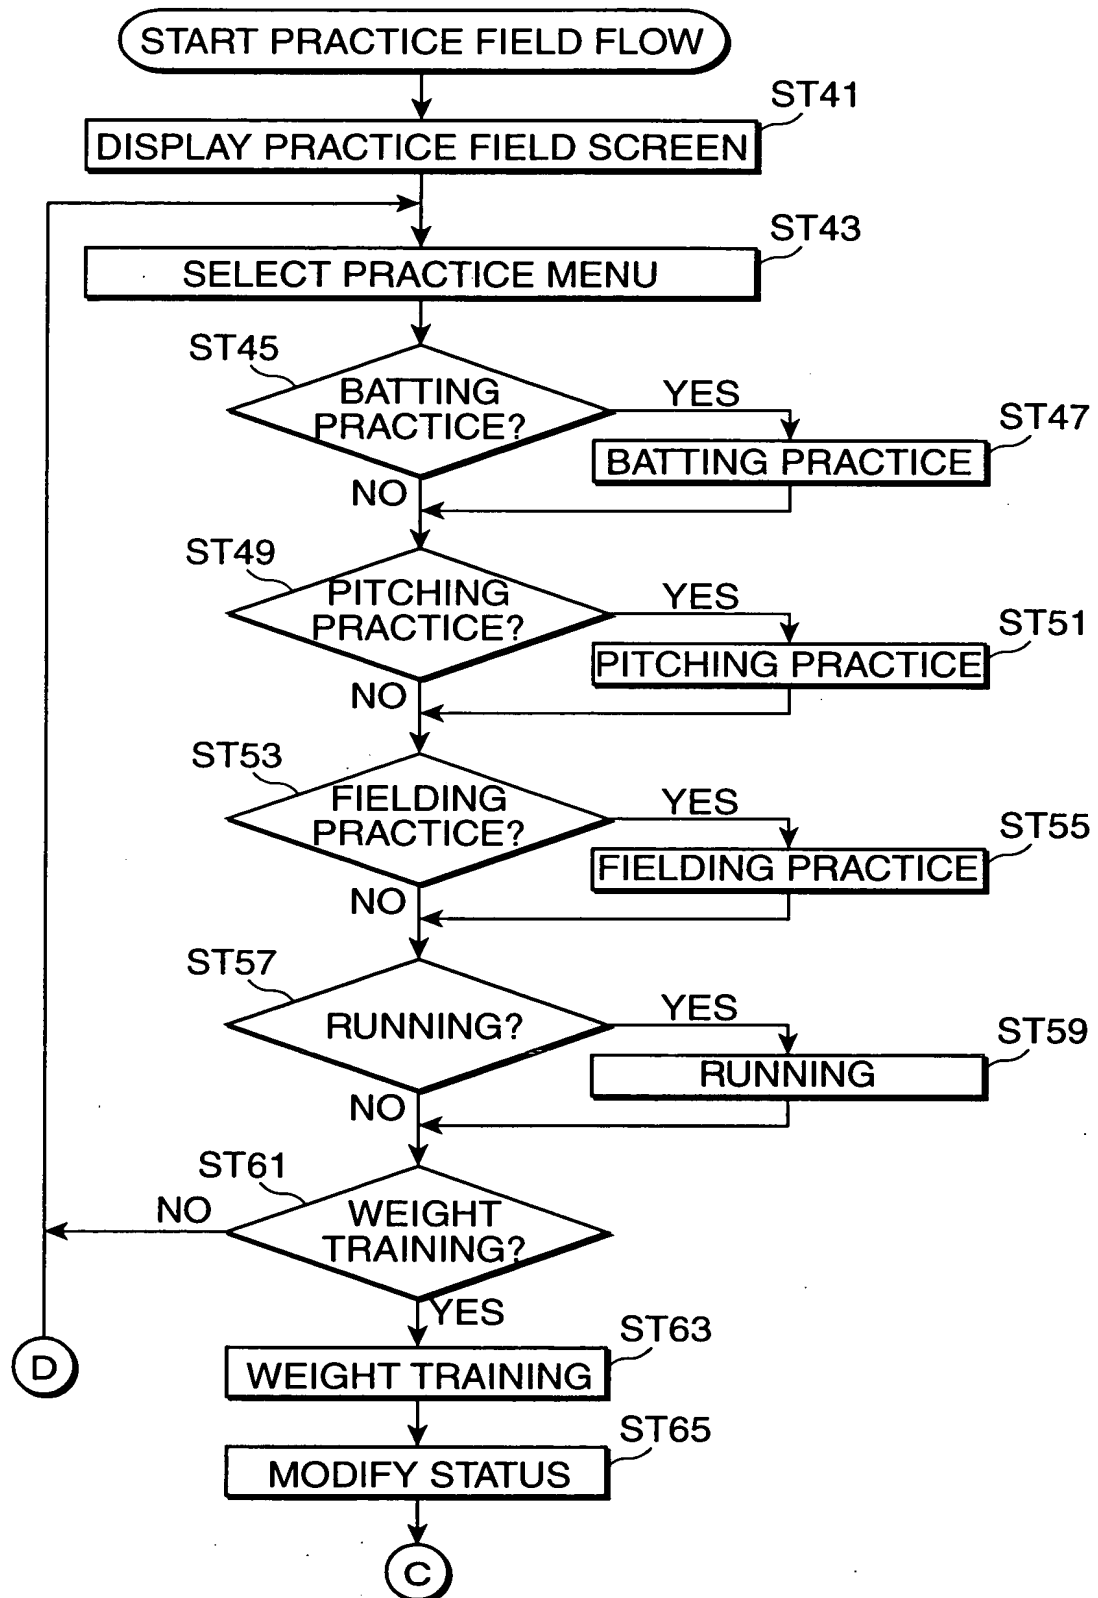 START PRACTICE FIELD FLOW
ST41
DISPLAY PRACTICE FIELD SCREEN
ST43
SELECT PRACTICE MENU
ST45
BATTING
PRACTICE?
YES
ST47
BATTING PRACTICE
NO
ST49
PITCHING
PRACTICE?
YES
ST51
PITCHING PRACTICE
NO
ST53
FIELDING
PRACTICE?
YES
ST55
FIELDING PRACTICE
NO
ST57
RUNNING?
YES
ST59
RUNNING
NO
ST61
WEIGHT
TRAINING?
NO
YES
D
ST63
WEIGHT TRAINING
ST65
MODIFY STATUS
C